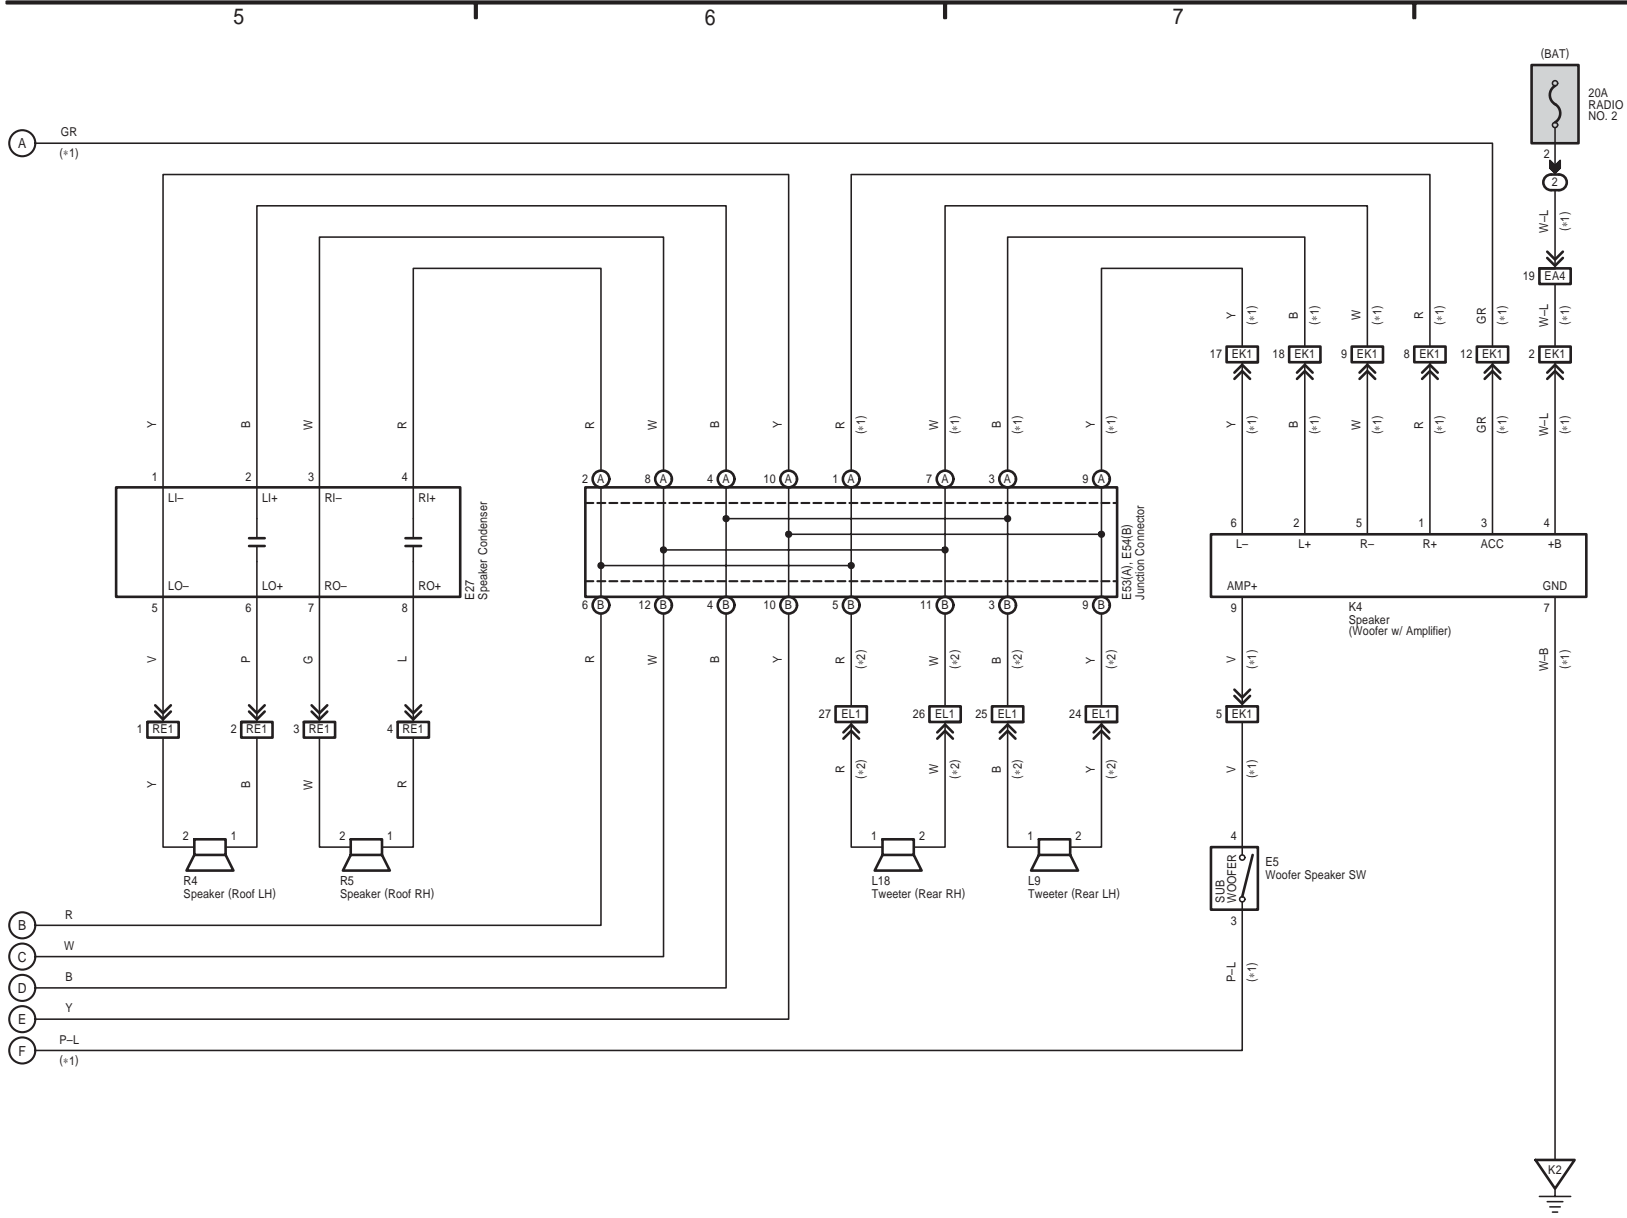 5 6 7
(BAT)
20A
RADIO
NO. 2
2
2
W–L (∗1)
19 EA4
A GR
(∗1)
Y (∗1) B (∗1) W (∗1) R (∗1) GR (∗1) W–L (∗1)
17 EK1 18 EK1 9 EK1 8 EK1 12 EK1 2 EK1
Y B W R R W B Y R (∗1) W (∗1) B (∗1) Y (∗1) Y (∗1) B (∗1) W (∗1) R (∗1) GR (∗1) W–L (∗1)
1 2 3 4 2 A 8 A 4 A 10 A 1 A 7 A 3 A 9 A
LI– LI+ RI– RI+
6 2 5 1 3 4
L– L+ R– R+ ACC +B
LO– LO+ RO– RO+
AMP+ GND
E27
Speaker Condenser
E53(A), E54(B)
Junction Connector
5 6 7 8 6 B 12 B 4 B 10 B 5 B 11 B 3 B 9 B 9 7
K4
Speaker
(Woofer w/ Amplifier)
V P G L R W B Y R (∗2) W (∗2) B (∗2) Y (∗2) V (∗1) W–B (∗1)
27 EL1 26 EL1 25 EL1 24 EL1 5 EK1
1 RE1 2 RE1 3 RE1 4 RE1
Y B W R R (∗2) W (∗2) B (∗2) Y (∗2) V (∗1)
2 1 2 1 1 2 1 2 4
R4
Speaker (Roof LH)
R5
Speaker (Roof RH)
L18
Tweeter (Rear RH)
L9
Tweeter (Rear LH)
SUB
WOOFER
E5
Woofer Speaker SW
3
B R
C W
D B
E Y
P–L (∗1)
F P–L
(∗1)
K2